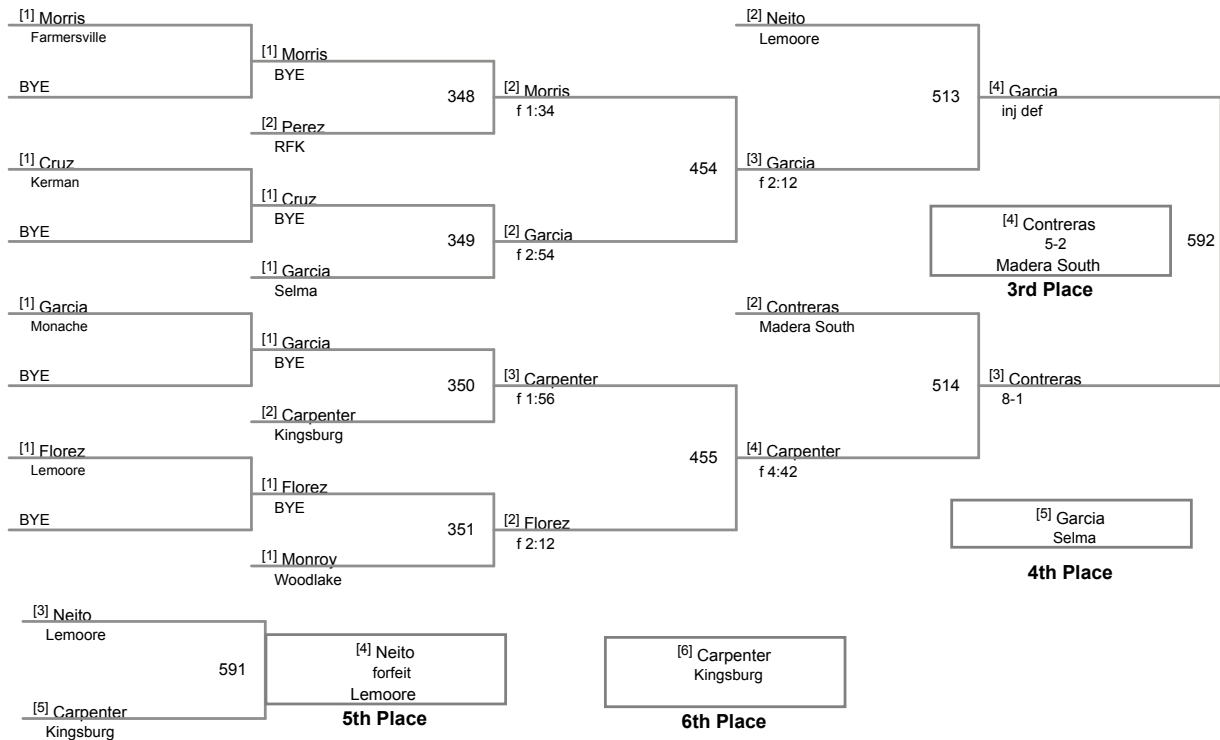 [1] Morris
Farmersville
BYE
[1] Cruz
Kerman
BYE
[1] Garcia
Monache
BYE
[1] Florez
Lemoore
BYE
[1] Morris
BYE
348
[2] Perez
RFK
[1] Cruz
BYE
349
[1] Garcia
Selma
[1] Garcia
BYE
350
[2] Carpenter
Kingsburg
[1] Florez
BYE
351
[1] Monroy
Woodlake
[2] Morris
f 1:34
454
[2] Garcia
f 2:54
[3] Carpenter
f 1:56
455
[2] Florez
f 2:12
[2] Neito
Lemoore
513
[3] Garcia
f 2:12
[2] Contreras
Madera South
514
[4] Carpenter
f 4:42
[4] Garcia
inj def
592
[3] Contreras
8-1
[4] Contreras
5-2
Madera South
3rd Place
[5] Garcia
Selma
4th Place
[3] Neito
Lemoore
591
[5] Carpenter
Kingsburg
[4] Neito
forfeit
Lemoore
5th Place
[6] Carpenter
Kingsburg
6th Place